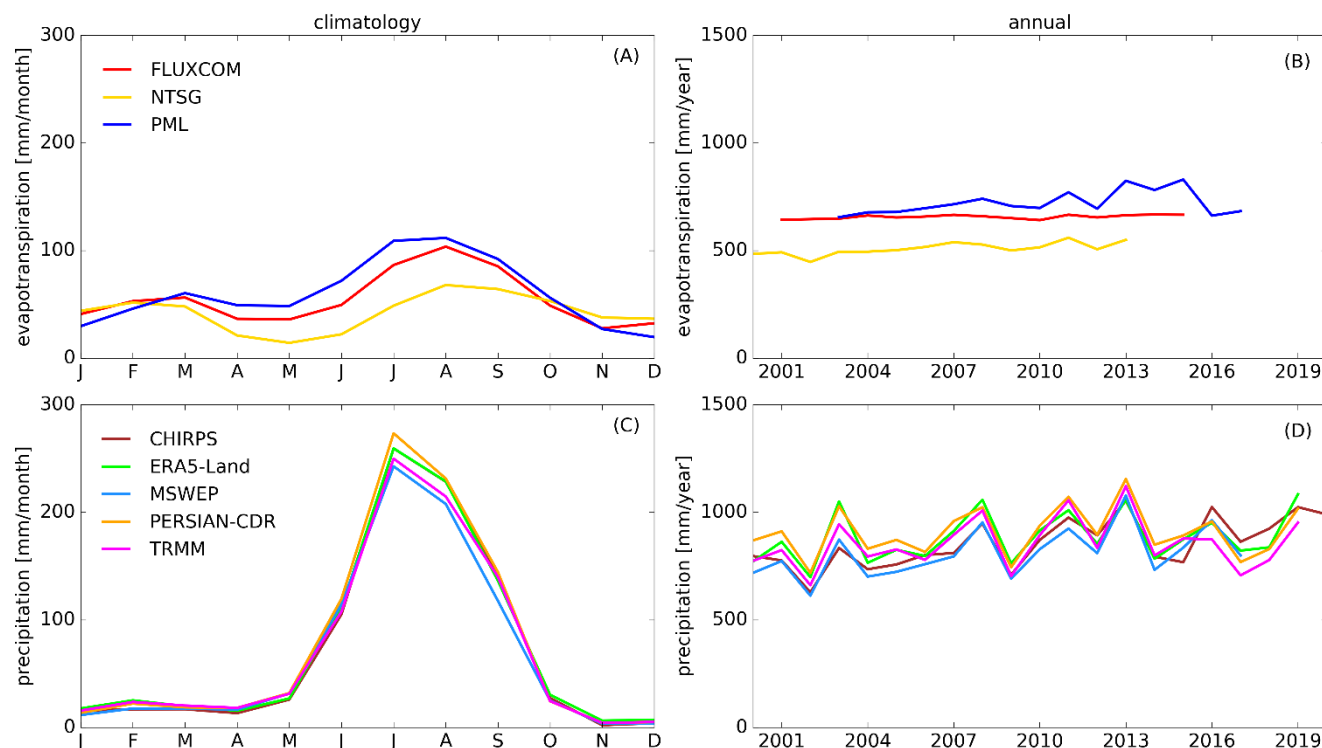 climatology
annual
evapotranspiration [mm/month]
300
200
100
0
(A)
FLUXCOM
NTSG
PML
J F M A M J J A S O N D
evapotranspiration [mm/year]
1500
1000
500
0
(B)
2001 2004 2007 2010 2013 2016 2019
precipitation [mm/month]
300
200
100
0
(C)
CHIRPS
ERA5-Land
MSWEP
PERSIAN-CDR
TRMM
J F M A M J J A S O N D
precipitation [mm/year]
1500
1000
500
0
(D)
2001 2004 2007 2010 2013 2016 2019